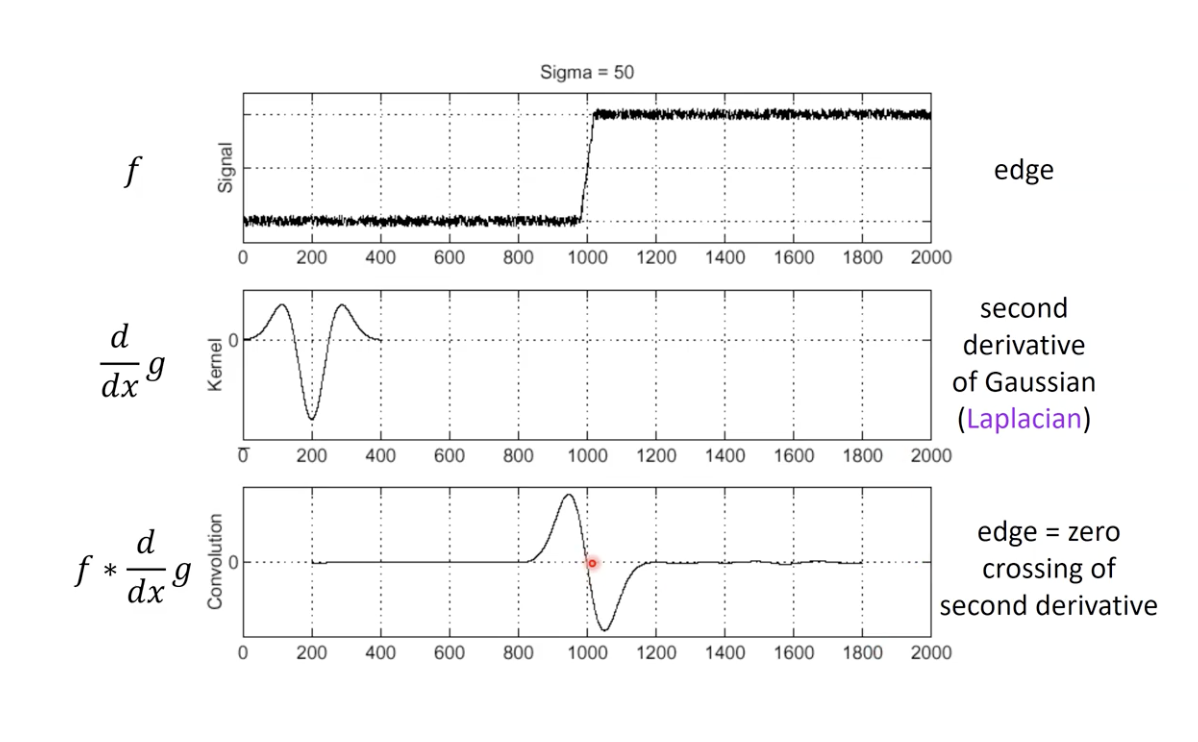 Sigma = 50
f
Signal
edge
0 200 400 600 800 1000 1200 1400 1600 1800 2000
d
dx g
Kernel
0
second
derivative
of Gaussian
(Laplacian)
0 200 400 600 800 1000 1200 1400 1600 1800 2000
f * d
dx g
Convolution
0
edge = zero
crossing of
second derivative
0 200 400 600 800 1000 1200 1400 1600 1800 2000